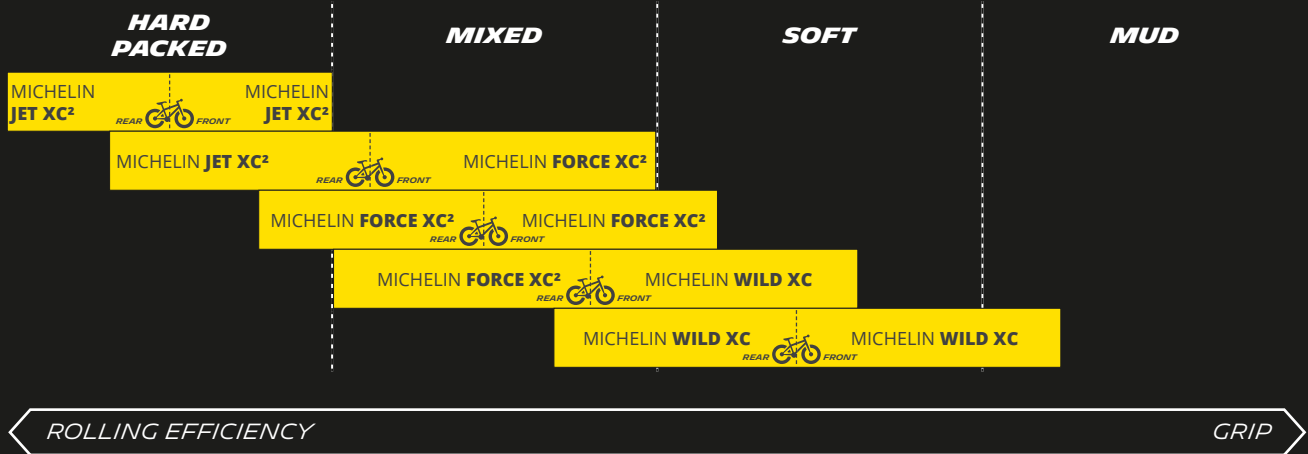 HARD
PACKED
MIXED
SOFT
MUD
MICHELIN
JET XC²
REAR
FRONT
MICHELIN
JET XC²
MICHELIN JET XC²
REAR
FRONT
MICHELIN FORCE XC²
MICHELIN FORCE XC²
REAR
FRONT
MICHELIN FORCE XC²
MICHELIN FORCE XC²
REAR
FRONT
MICHELIN WILD XC
MICHELIN WILD XC
REAR
FRONT
MICHELIN WILD XC
ROLLING EFFICIENCY
GRIP